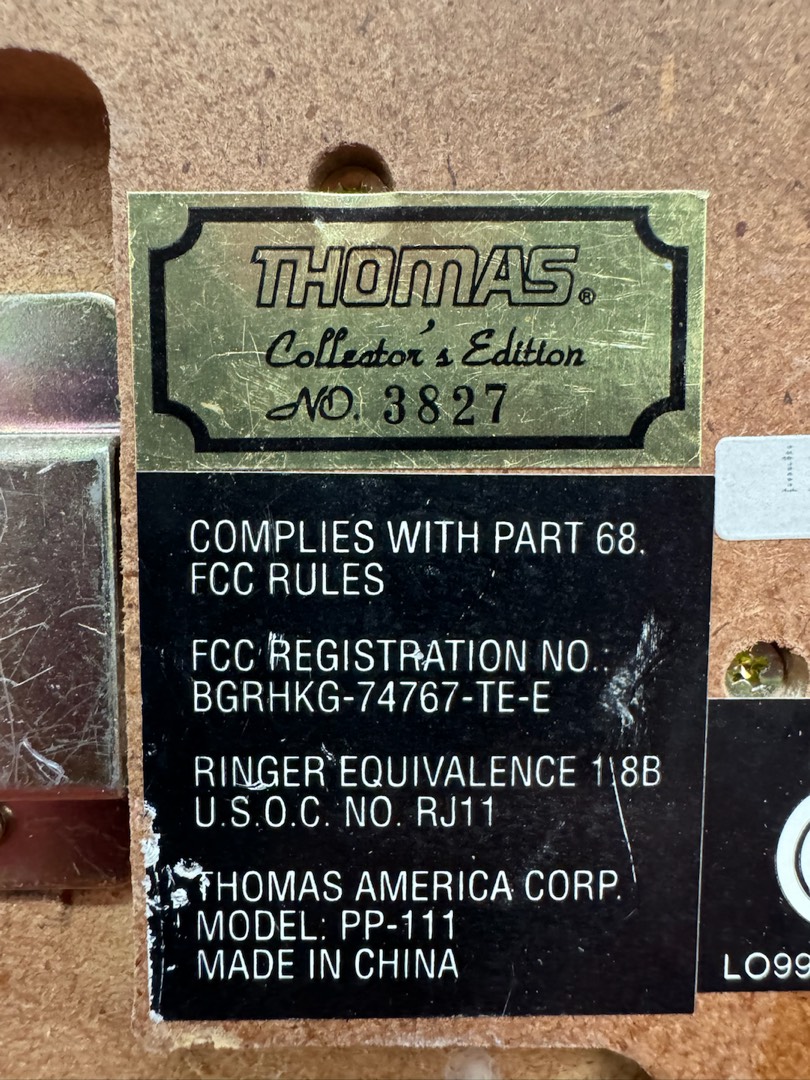 THOMAS®
Collector's Edition
NO. 3827
COMPLIES WITH PART 68.
FCC RULES
FCC REGISTRATION NO.:
BGRHKG-74767-TE-E
RINGER EQUIVALENCE 1.8B
U.S.O.C. NO. RJ11
THOMAS AMERICA CORP.
MODEL: PP-111
MADE IN CHINA
LO99